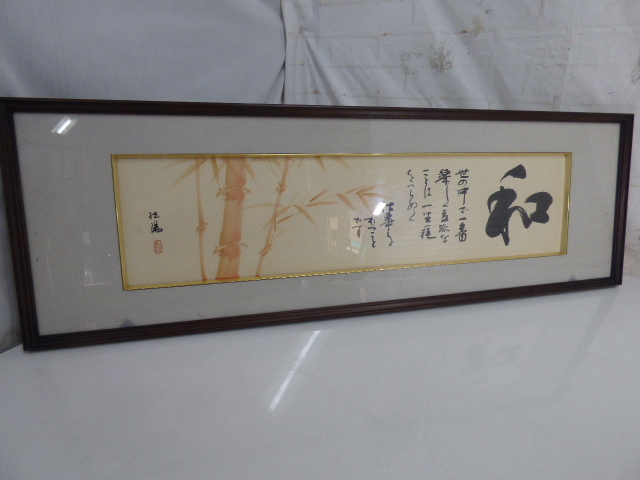 和
世の中で一番
楽しく立派な
ことは一生涯
をつらぬく
仕事を
もつこと
です